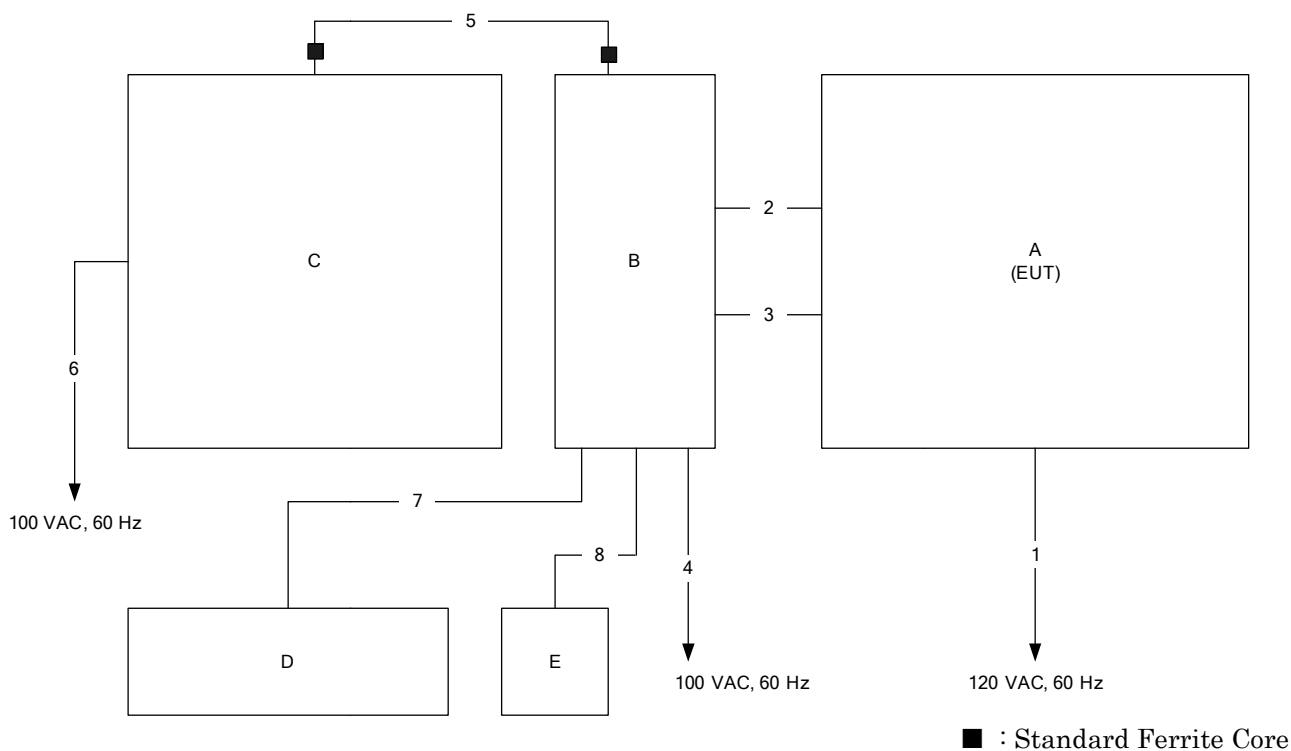 5
C
B
A
(EUT)
2
3
6
100 VAC, 60 Hz
7
8
4
1
D
E
100 VAC, 60 Hz
120 VAC, 60 Hz
■ : Standard Ferrite Core